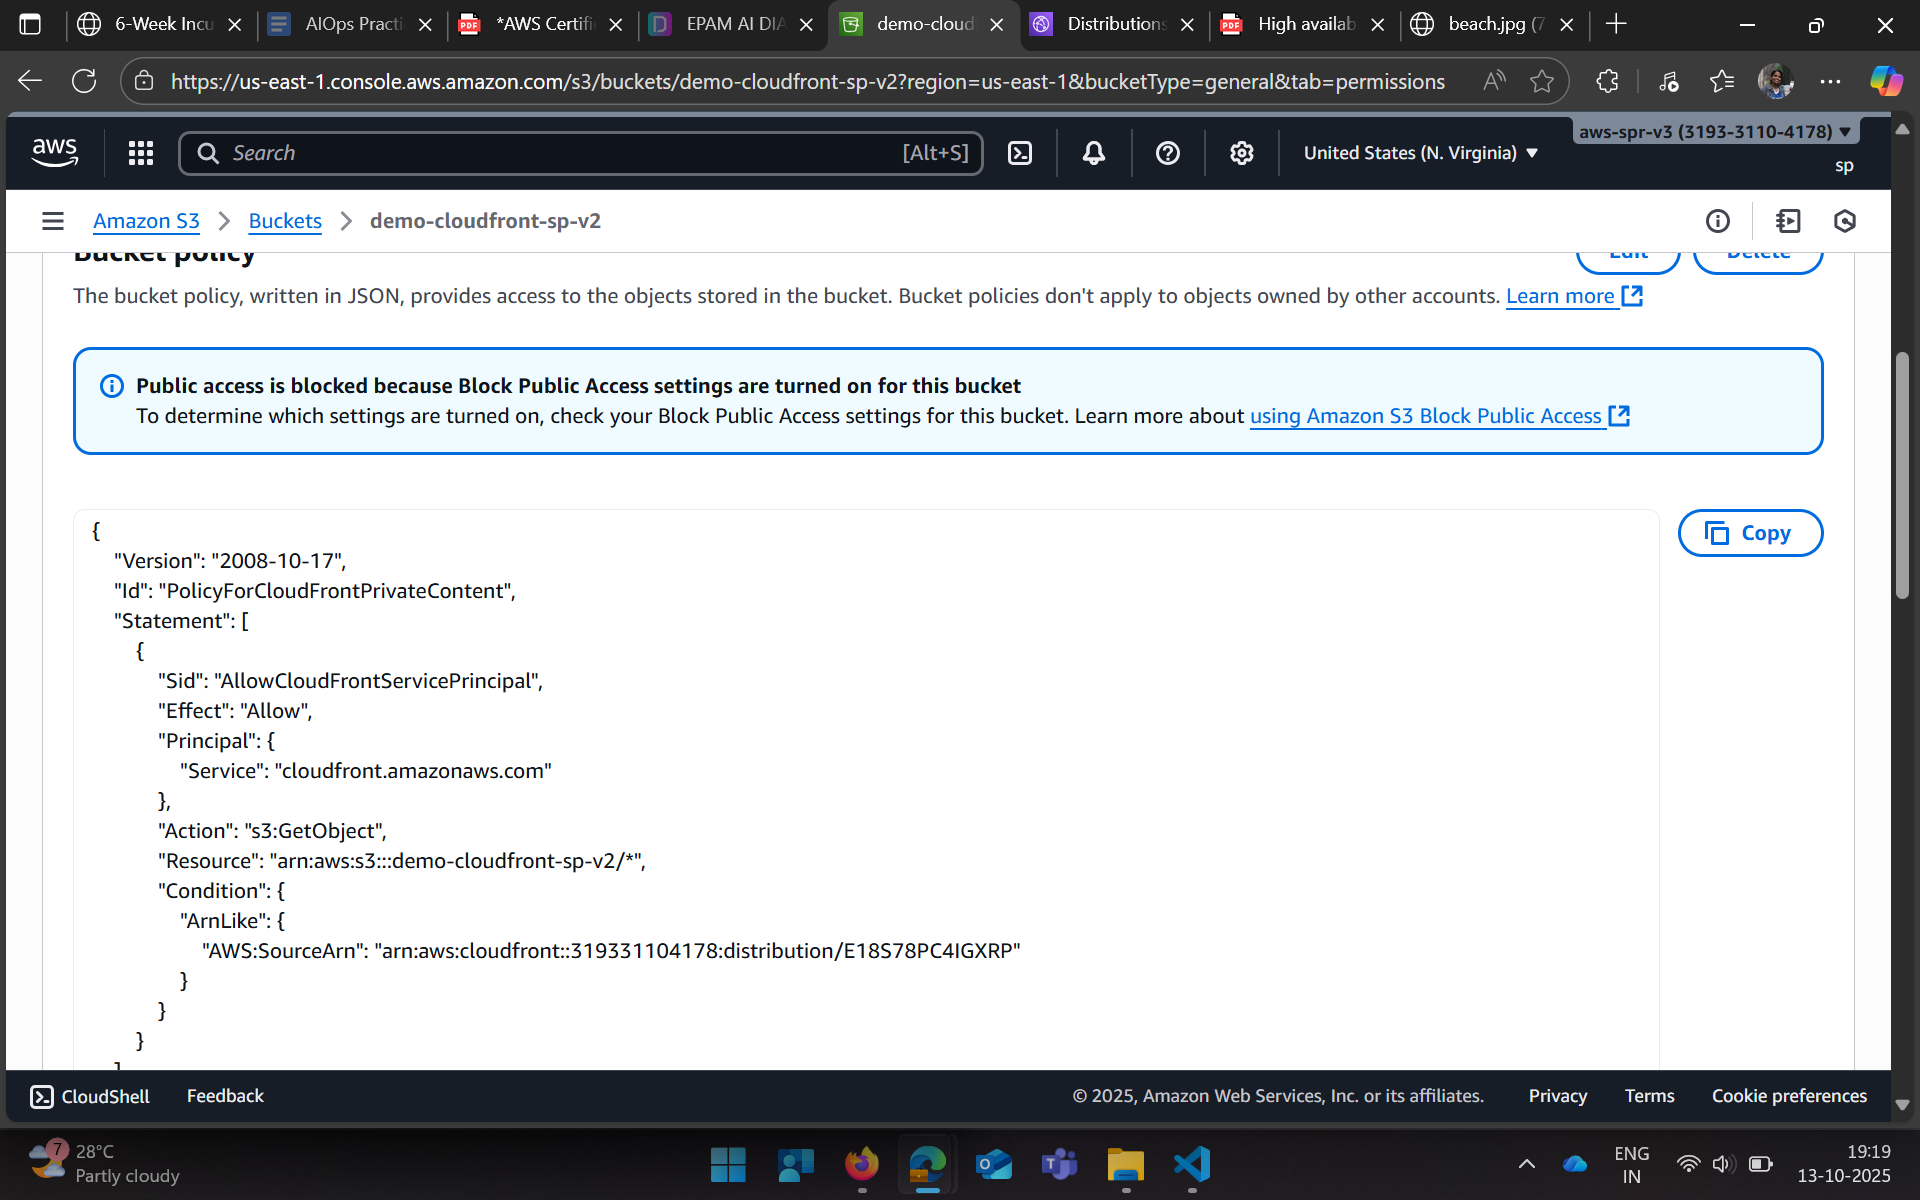 6-Week Incu
AIOps Practi
*AWS Certifi
EPAM AI DIA
demo-cloud
Distributions
High availab
beach.jpg (7
https://us-east-1.console.aws.amazon.com/s3/buckets/demo-cloudfront-sp-v2?region=us-east-1&bucketType=general&tab=permissions
aws
Search
[Alt+S]
United States (N. Virginia)
aws-spr-v3 (3193-3110-4178)
sp
Amazon S3
Buckets
demo-cloudfront-sp-v2
Bucket policy
Edit
Delete
The bucket policy, written in JSON, provides access to the objects stored in the bucket. Bucket policies don't apply to objects owned by other accounts. Learn more
Public access is blocked because Block Public Access settings are turned on for this bucket
To determine which settings are turned on, check your Block Public Access settings for this bucket. Learn more about using Amazon S3 Block Public Access
Copy
{
"Version": "2008-10-17",
"Id": "PolicyForCloudFrontPrivateContent",
"Statement": [
{
"Sid": "AllowCloudFrontServicePrincipal",
"Effect": "Allow",
"Principal": {
"Service": "cloudfront.amazonaws.com"
},
"Action": "s3:GetObject",
"Resource": "arn:aws:s3:::demo-cloudfront-sp-v2/*",
"Condition": {
"ArnLike": {
"AWS:SourceArn": "arn:aws:cloudfront::319331104178:distribution/E18S78PC4IGXRP"
}
}
}
]
CloudShell
Feedback
© 2025, Amazon Web Services, Inc. or its affiliates.
Privacy
Terms
Cookie preferences
7
28°C
Partly cloudy
ENG
IN
19:19
13-10-2025